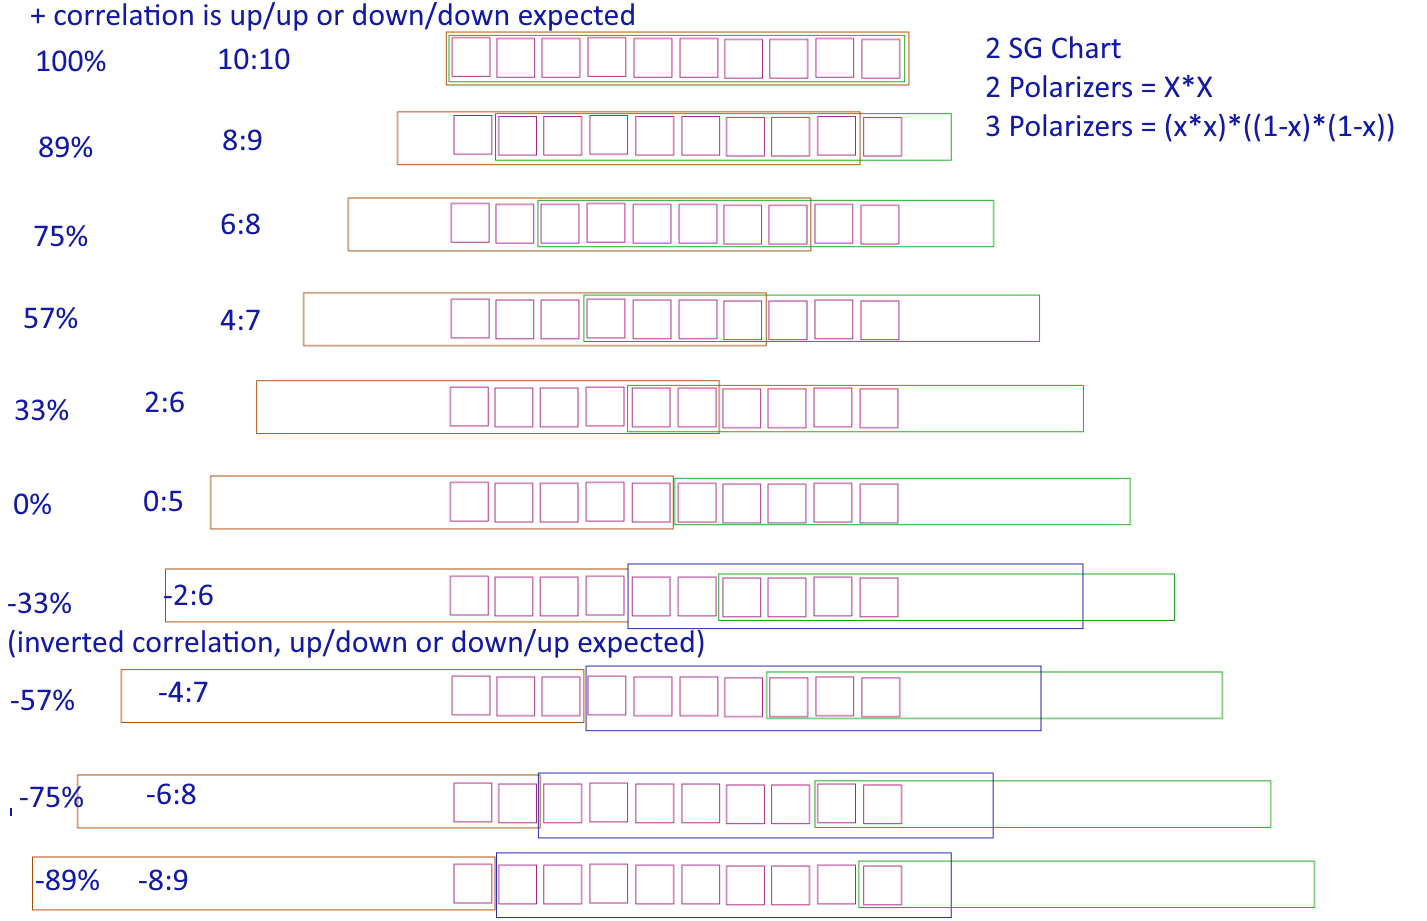 + correlation is up/up or down/down expected
100% 10:10
2 SG Chart
2 Polarizers = X*X
3 Polarizers = (x*x)*((1-x)*(1-x))
89% 8:9
75% 6:8
57% 4:7
33% 2:6
0% 0:5
-33% -2:6
(inverted correlation, up/down or down/up expected)
-57% -4:7
-75% -6:8
-89% -8:9